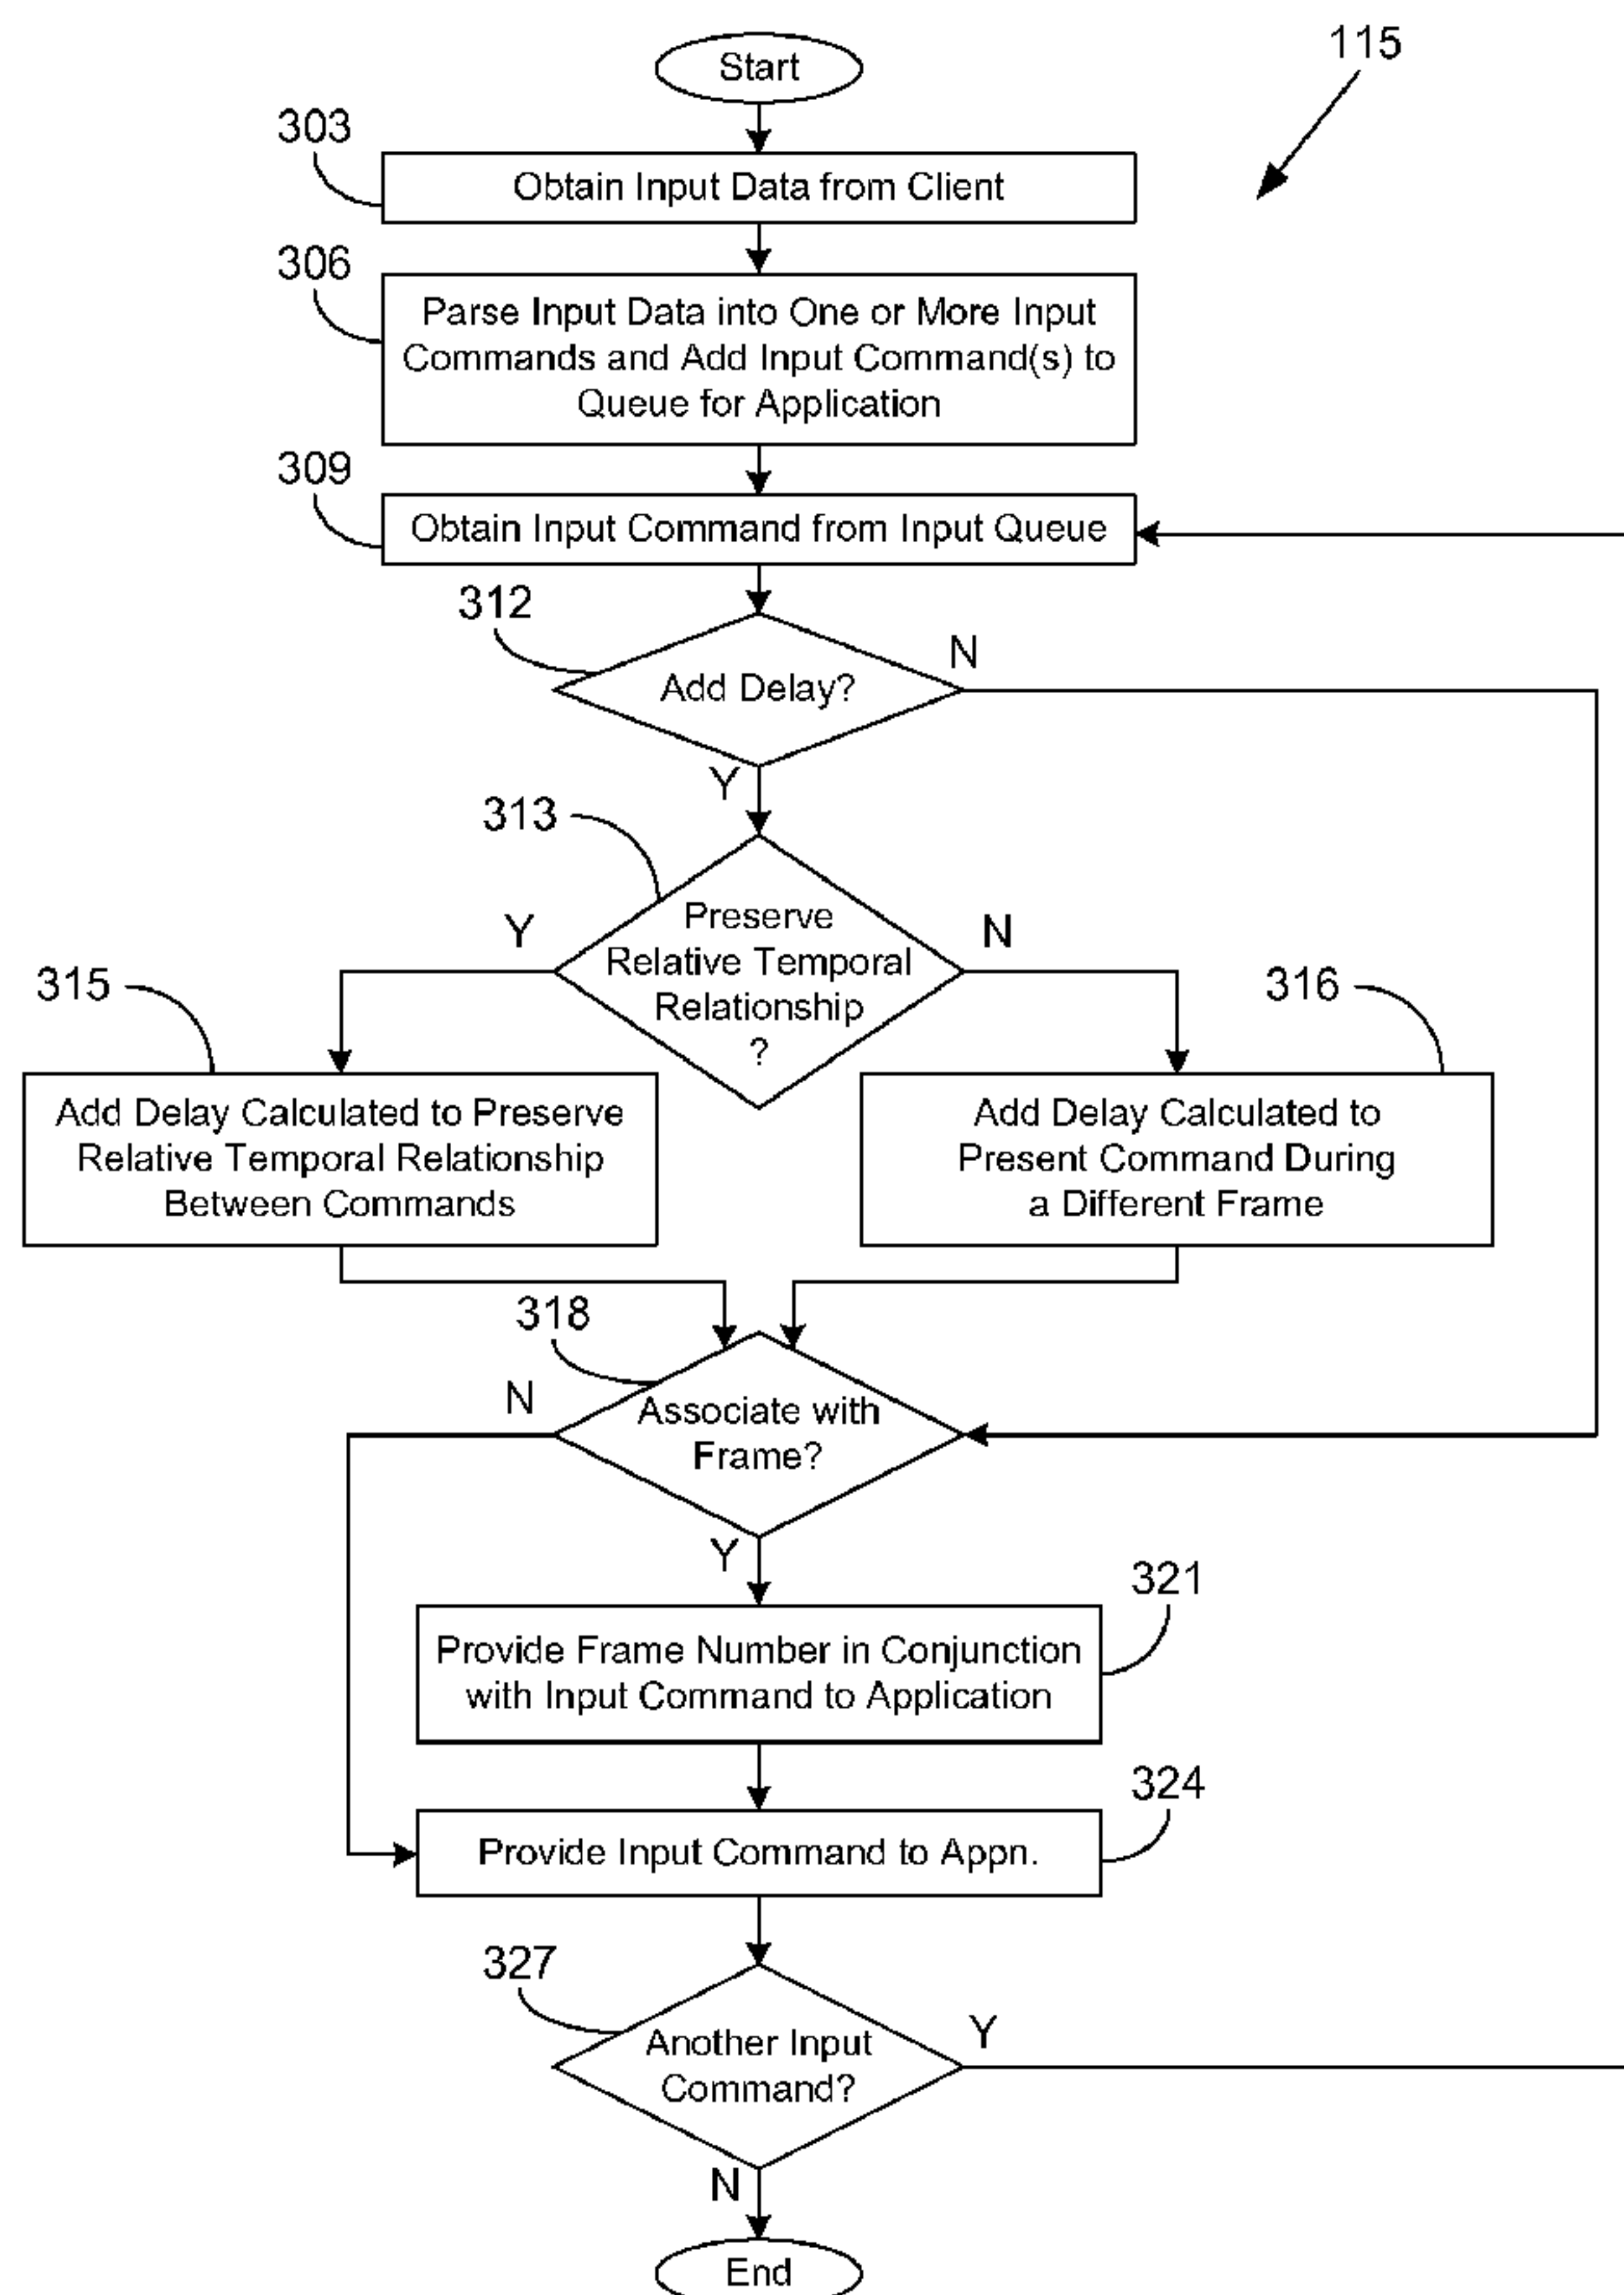 115
Start
303
Obtain Input Data from Client
306
Parse Input Data into One or More Input
Commands and Add Input Command(s) to
Queue for Application
309
Obtain Input Command from Input Queue
312
N
Add Delay?
Y
313
Preserve
Relative Temporal
Relationship
?
Y
N
315
316
Add Delay Calculated to Preserve
Relative Temporal Relationship
Between Commands
Add Delay Calculated to
Present Command During
a Different Frame
318
N
Associate with
Frame?
Y
321
Provide Frame Number in Conjunction
with Input Command to Application
324
Provide Input Command to Appn.
327
Another Input
Command?
Y
N
End